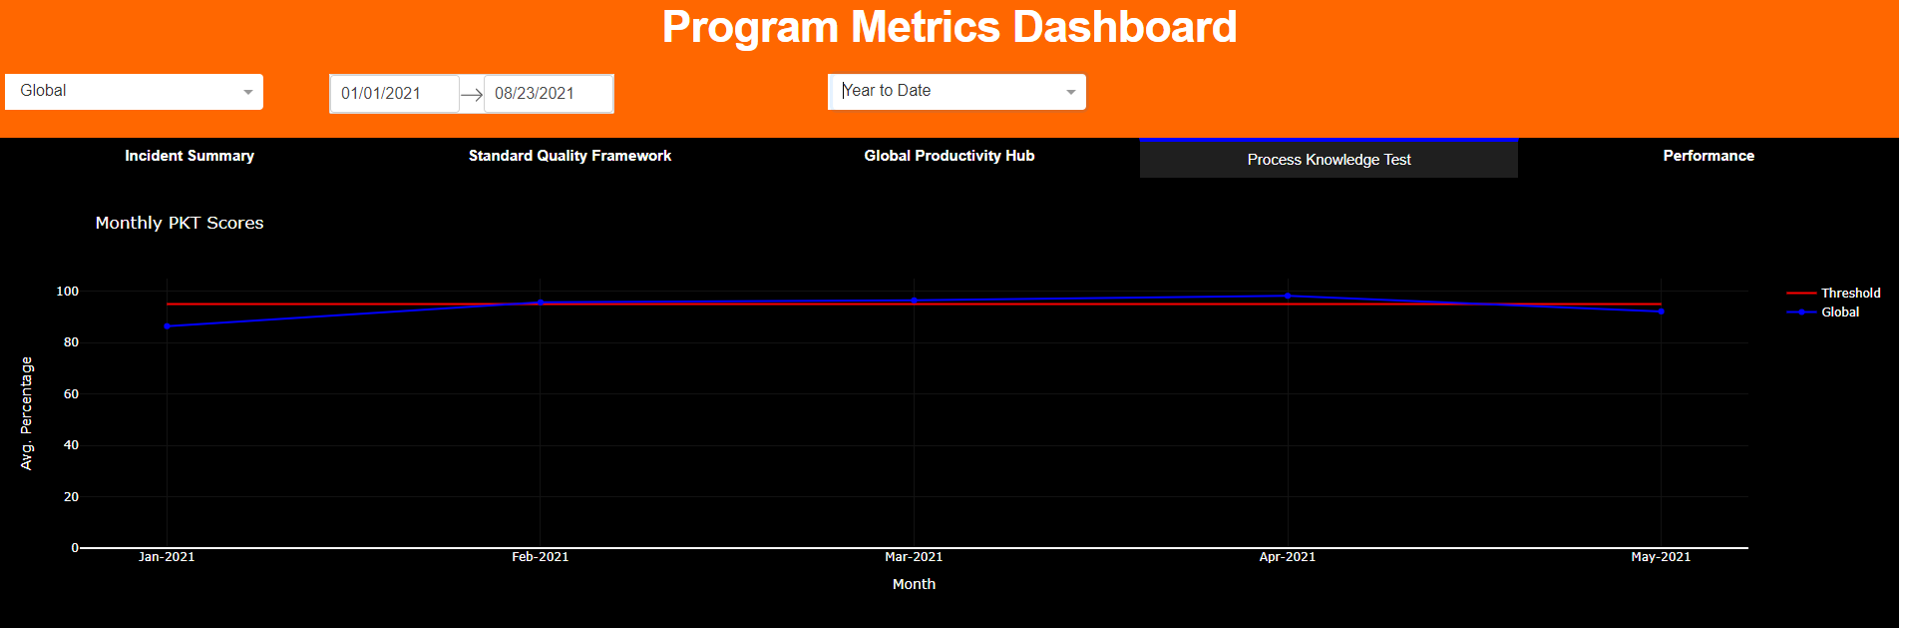 Program Metrics Dashboard
Global
01/01/2021
08/23/2021
Year to Date
Incident Summary
Standard Quality Framework
Global Productivity Hub
Process Knowledge Test
Performance
Monthly PKT Scores
100
80
60
40
20
0
Avg. Percentage
Jan-2021
Feb-2021
Mar-2021
Apr-2021
May-2021
Month
Threshold
Global